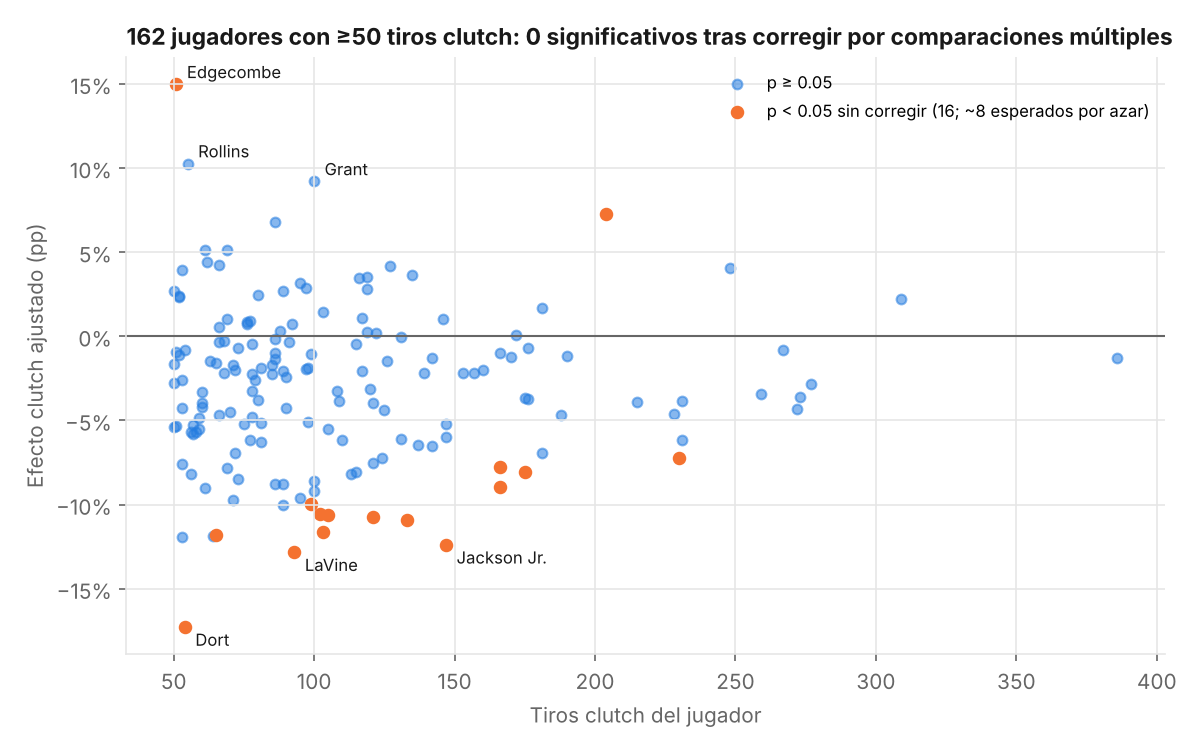 162 jugadores con ≥50 tiros clutch: 0 significativos tras corregir por comparaciones múltiples
Edgecombe
Rollins
Grant
LaVine
Jackson Jr.
Dort
p ≥ 0.05
p < 0.05 sin corregir (16; ~8 esperados por azar)
Efecto clutch ajustado (pp)
15%
10%
5%
0%
−5%
−10%
−15%
50
100
150
200
250
300
350
400
Tiros clutch del jugador